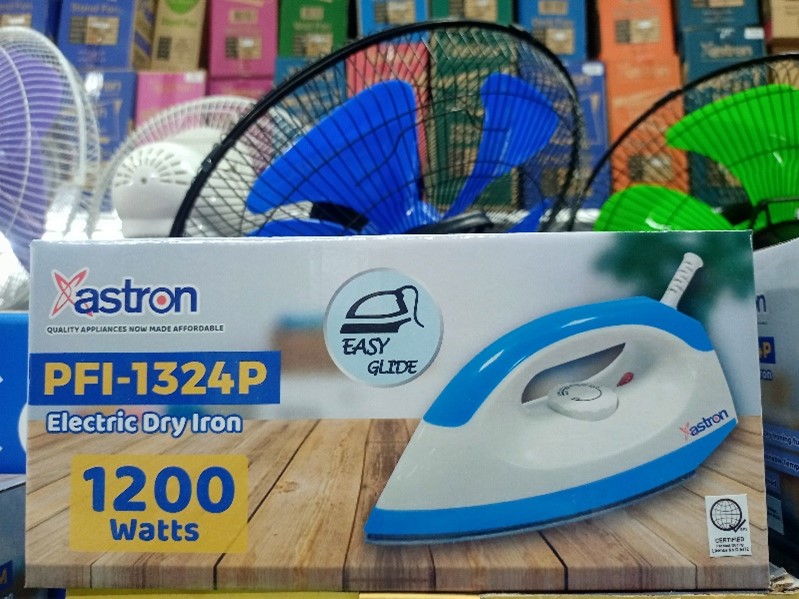 astron
QUALITY APPLIANCES NOW MADE AFFORDABLE
PFI-1324P
Electric Dry Iron
1200
Watts
EASY
GLIDE
astron
CERTIFIED